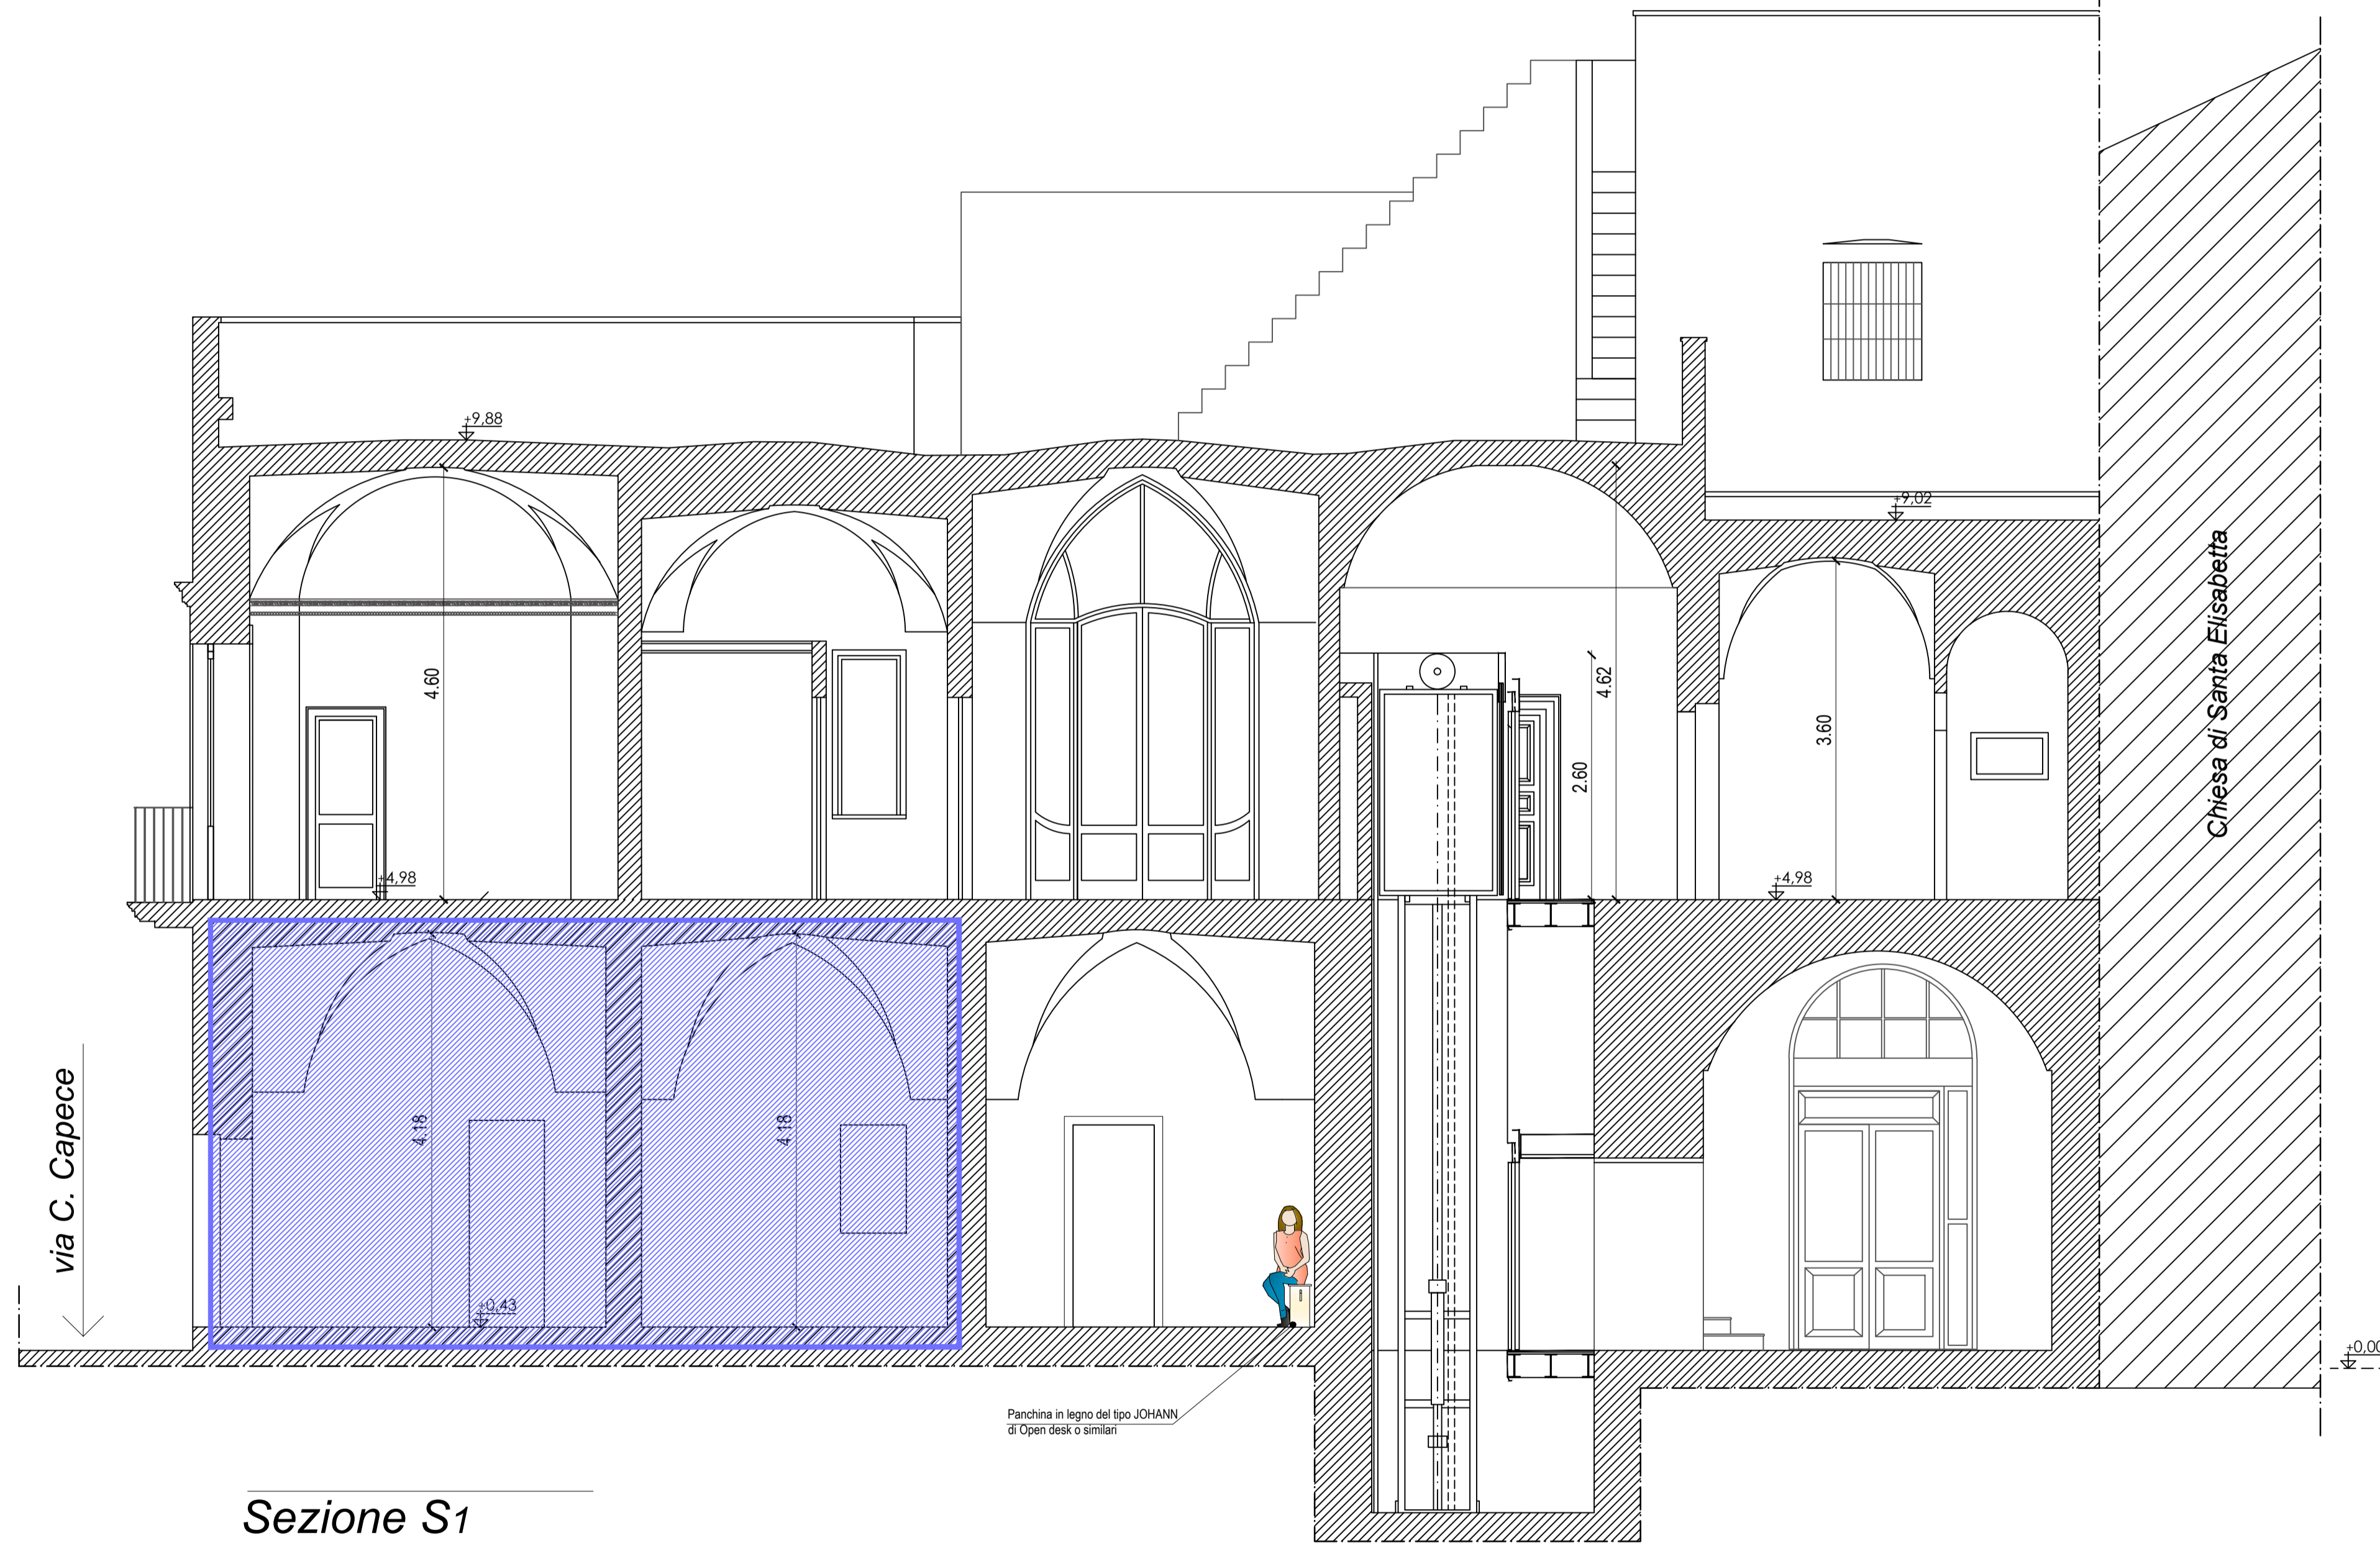 +9,88
+9,02
Chiesa di Santa Elisabetta
4.60
4.62
3.60
2.60
+4,98
+4,98
via C. Capece
4.18
4.18
+0,43
+0,00
Panchina in legno del tipo JOHANN
di Open desk o similari
Sezione S1